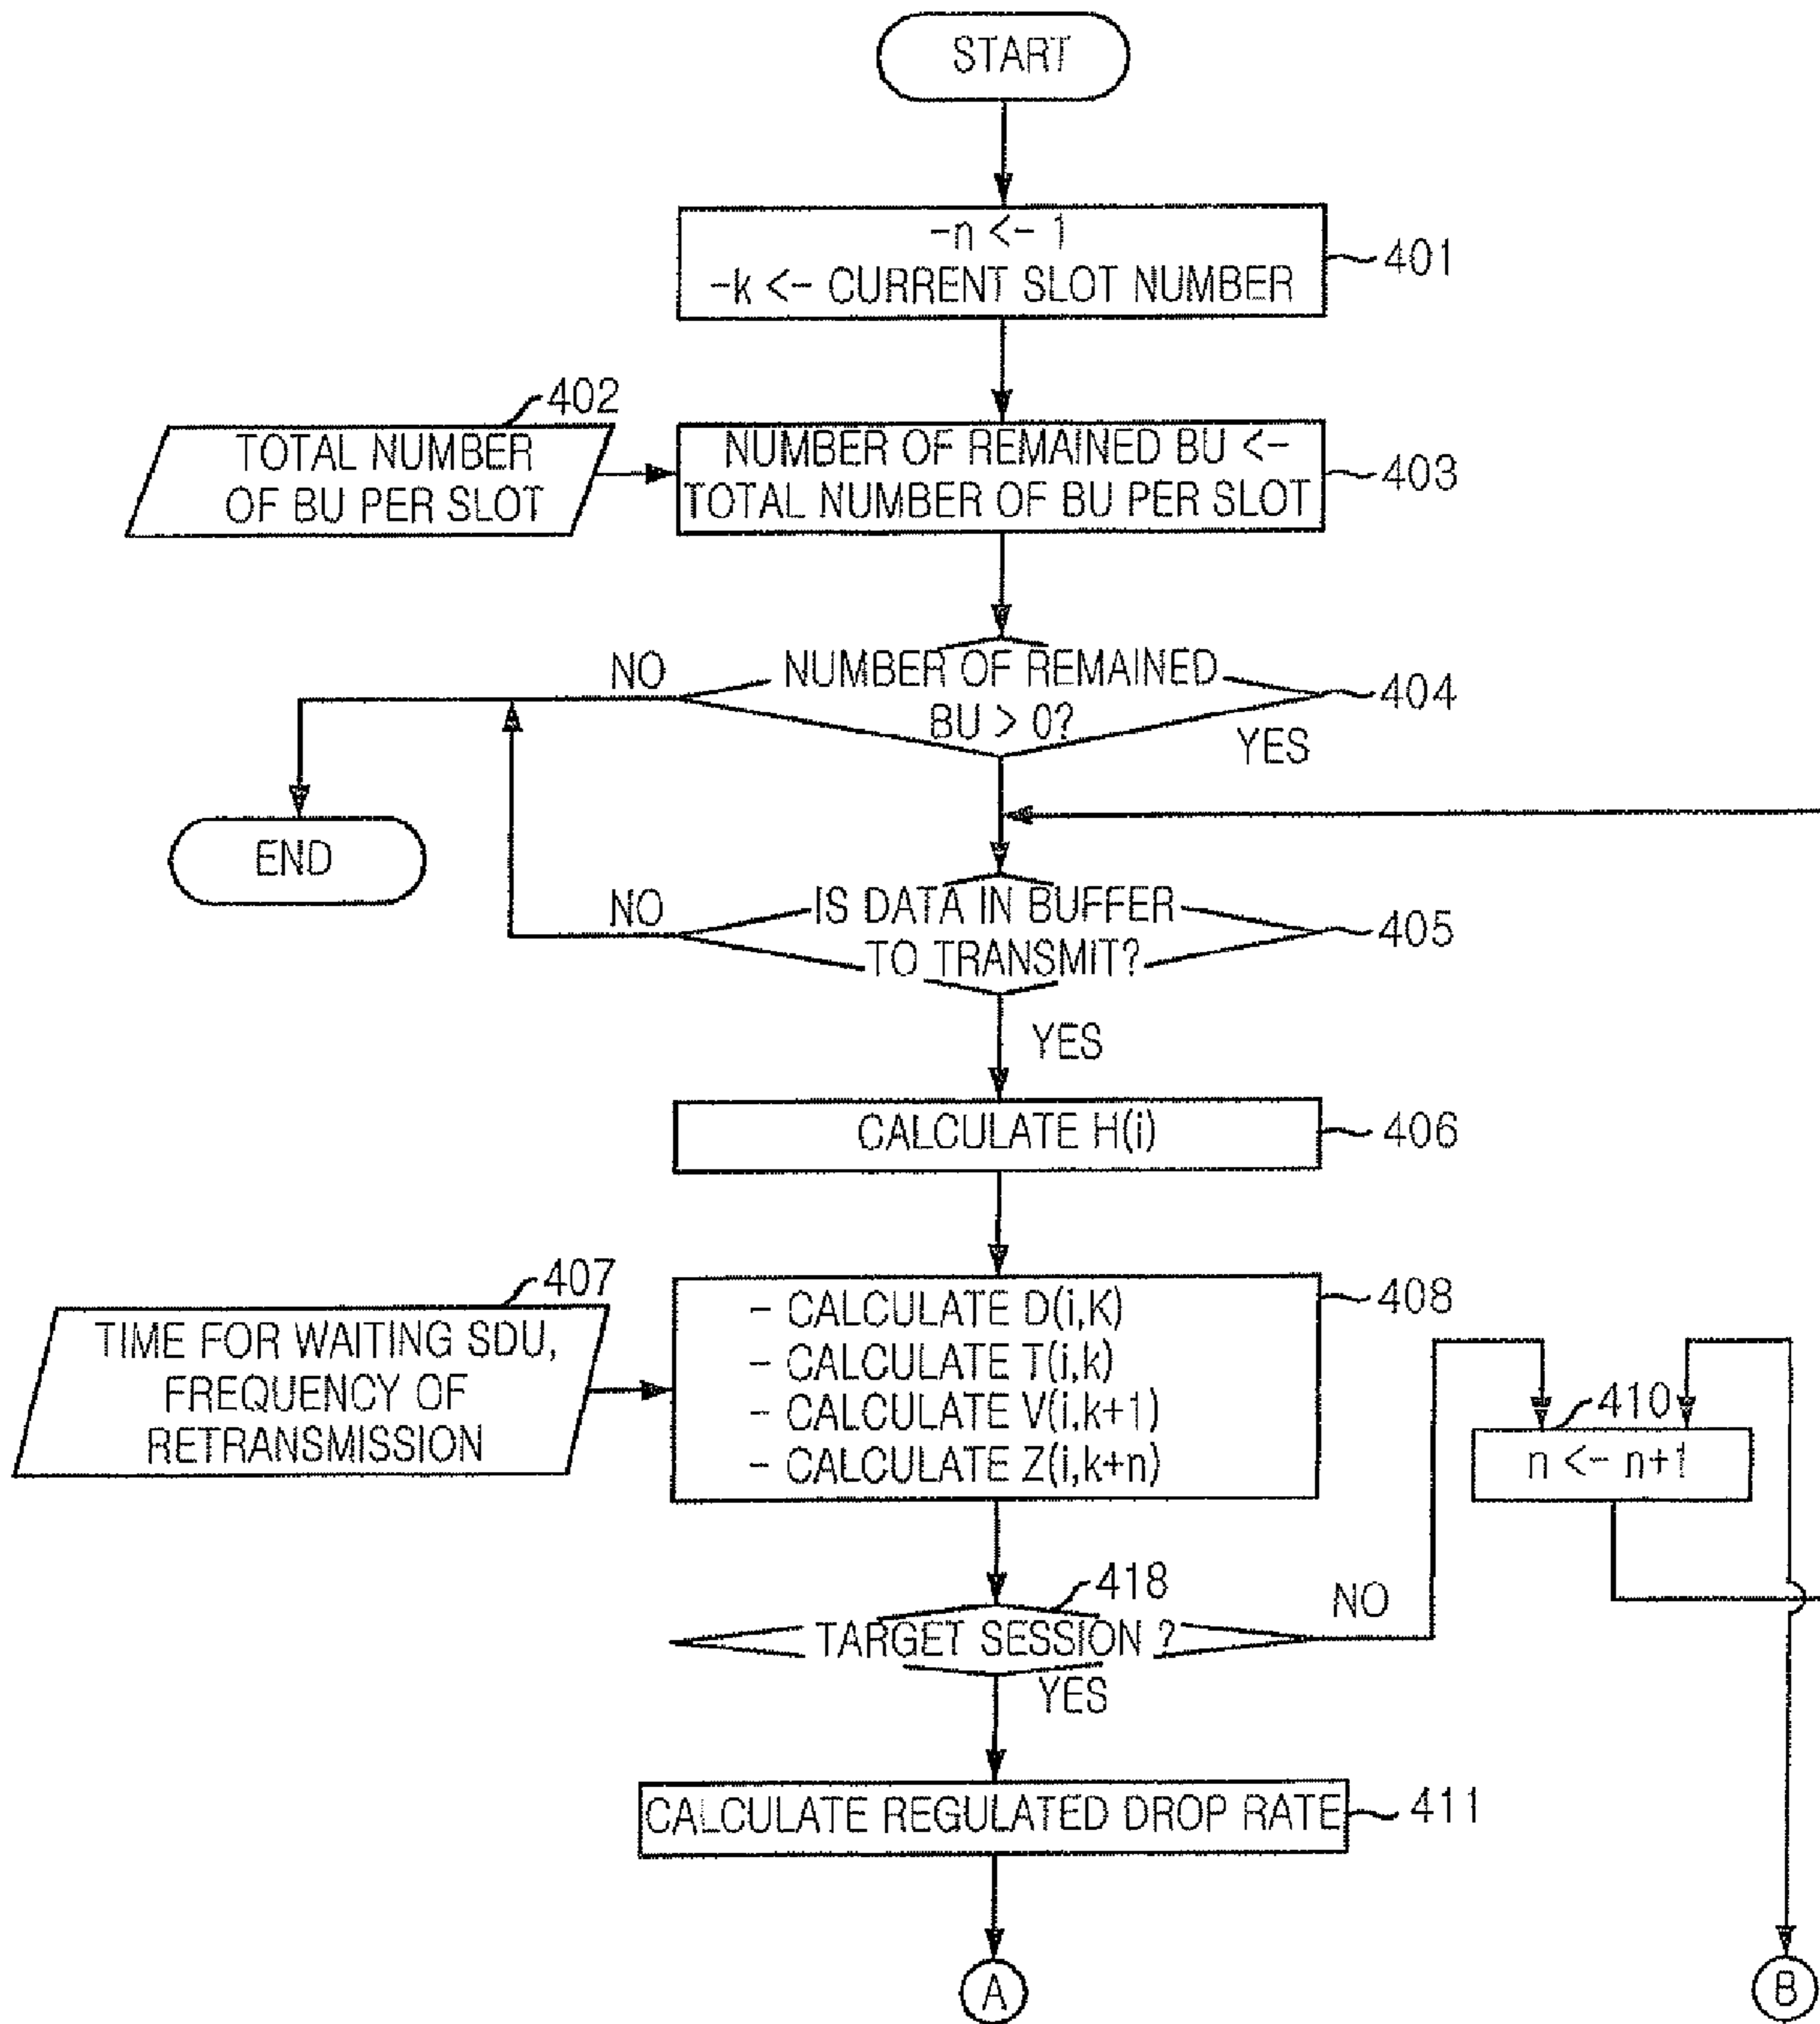 START
-n <- 1
-k <- CURRENT SLOT NUMBER
401
402
TOTAL NUMBER
OF BU PER SLOT
NUMBER OF REMAINED BU <-
TOTAL NUMBER OF BU PER SLOT
403
NO
NUMBER OF REMAINED
BU > 0?
404
YES
END
NO
IS DATA IN BUFFER
TO TRANSMIT?
405
YES
CALCULATE H(i)
406
407
TIME FOR WAITING SDU,
FREQUENCY OF
RETRANSMISSION
- CALCULATE D(i,K)
- CALCULATE T(i,k)
- CALCULATE V(i,k+1)
- CALCULATE Z(i,k+n)
408
410
n <- n+1
418
TARGET SESSION ?
NO
YES
CALCULATE REGULATED DROP RATE
411
A
B